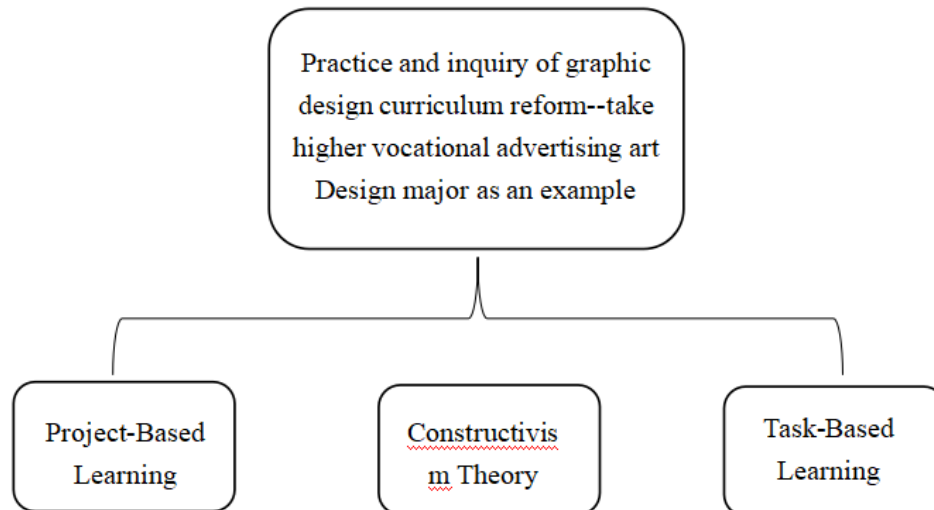 Practice and inquiry of graphic
design curriculum reform--take
higher vocational advertising art
Design major as an example
Project-Based
Learning
Constructivis
m Theory
Task-Based
Learning